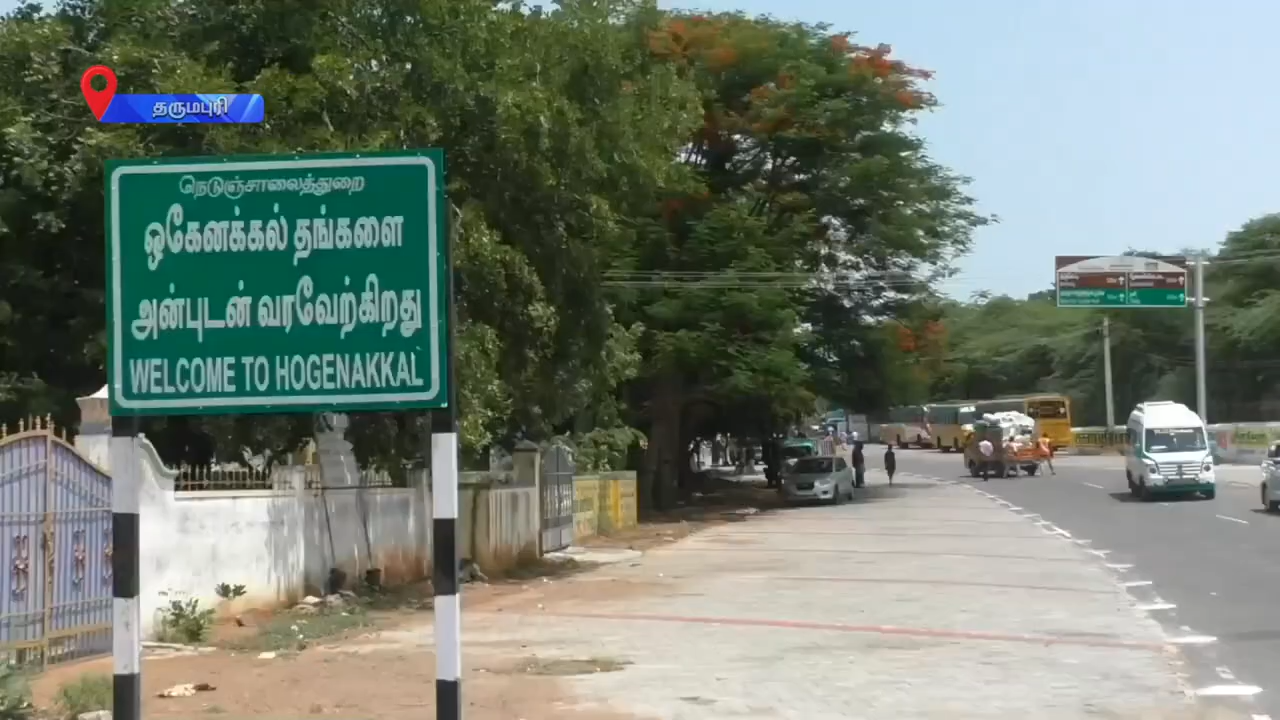 தருமபுரி
நெடுஞ்சாலைத்துறை
ஒகேனக்கல் தங்களை
அன்புடன் வரவேற்கிறது
WELCOME TO HOGENAKKAL